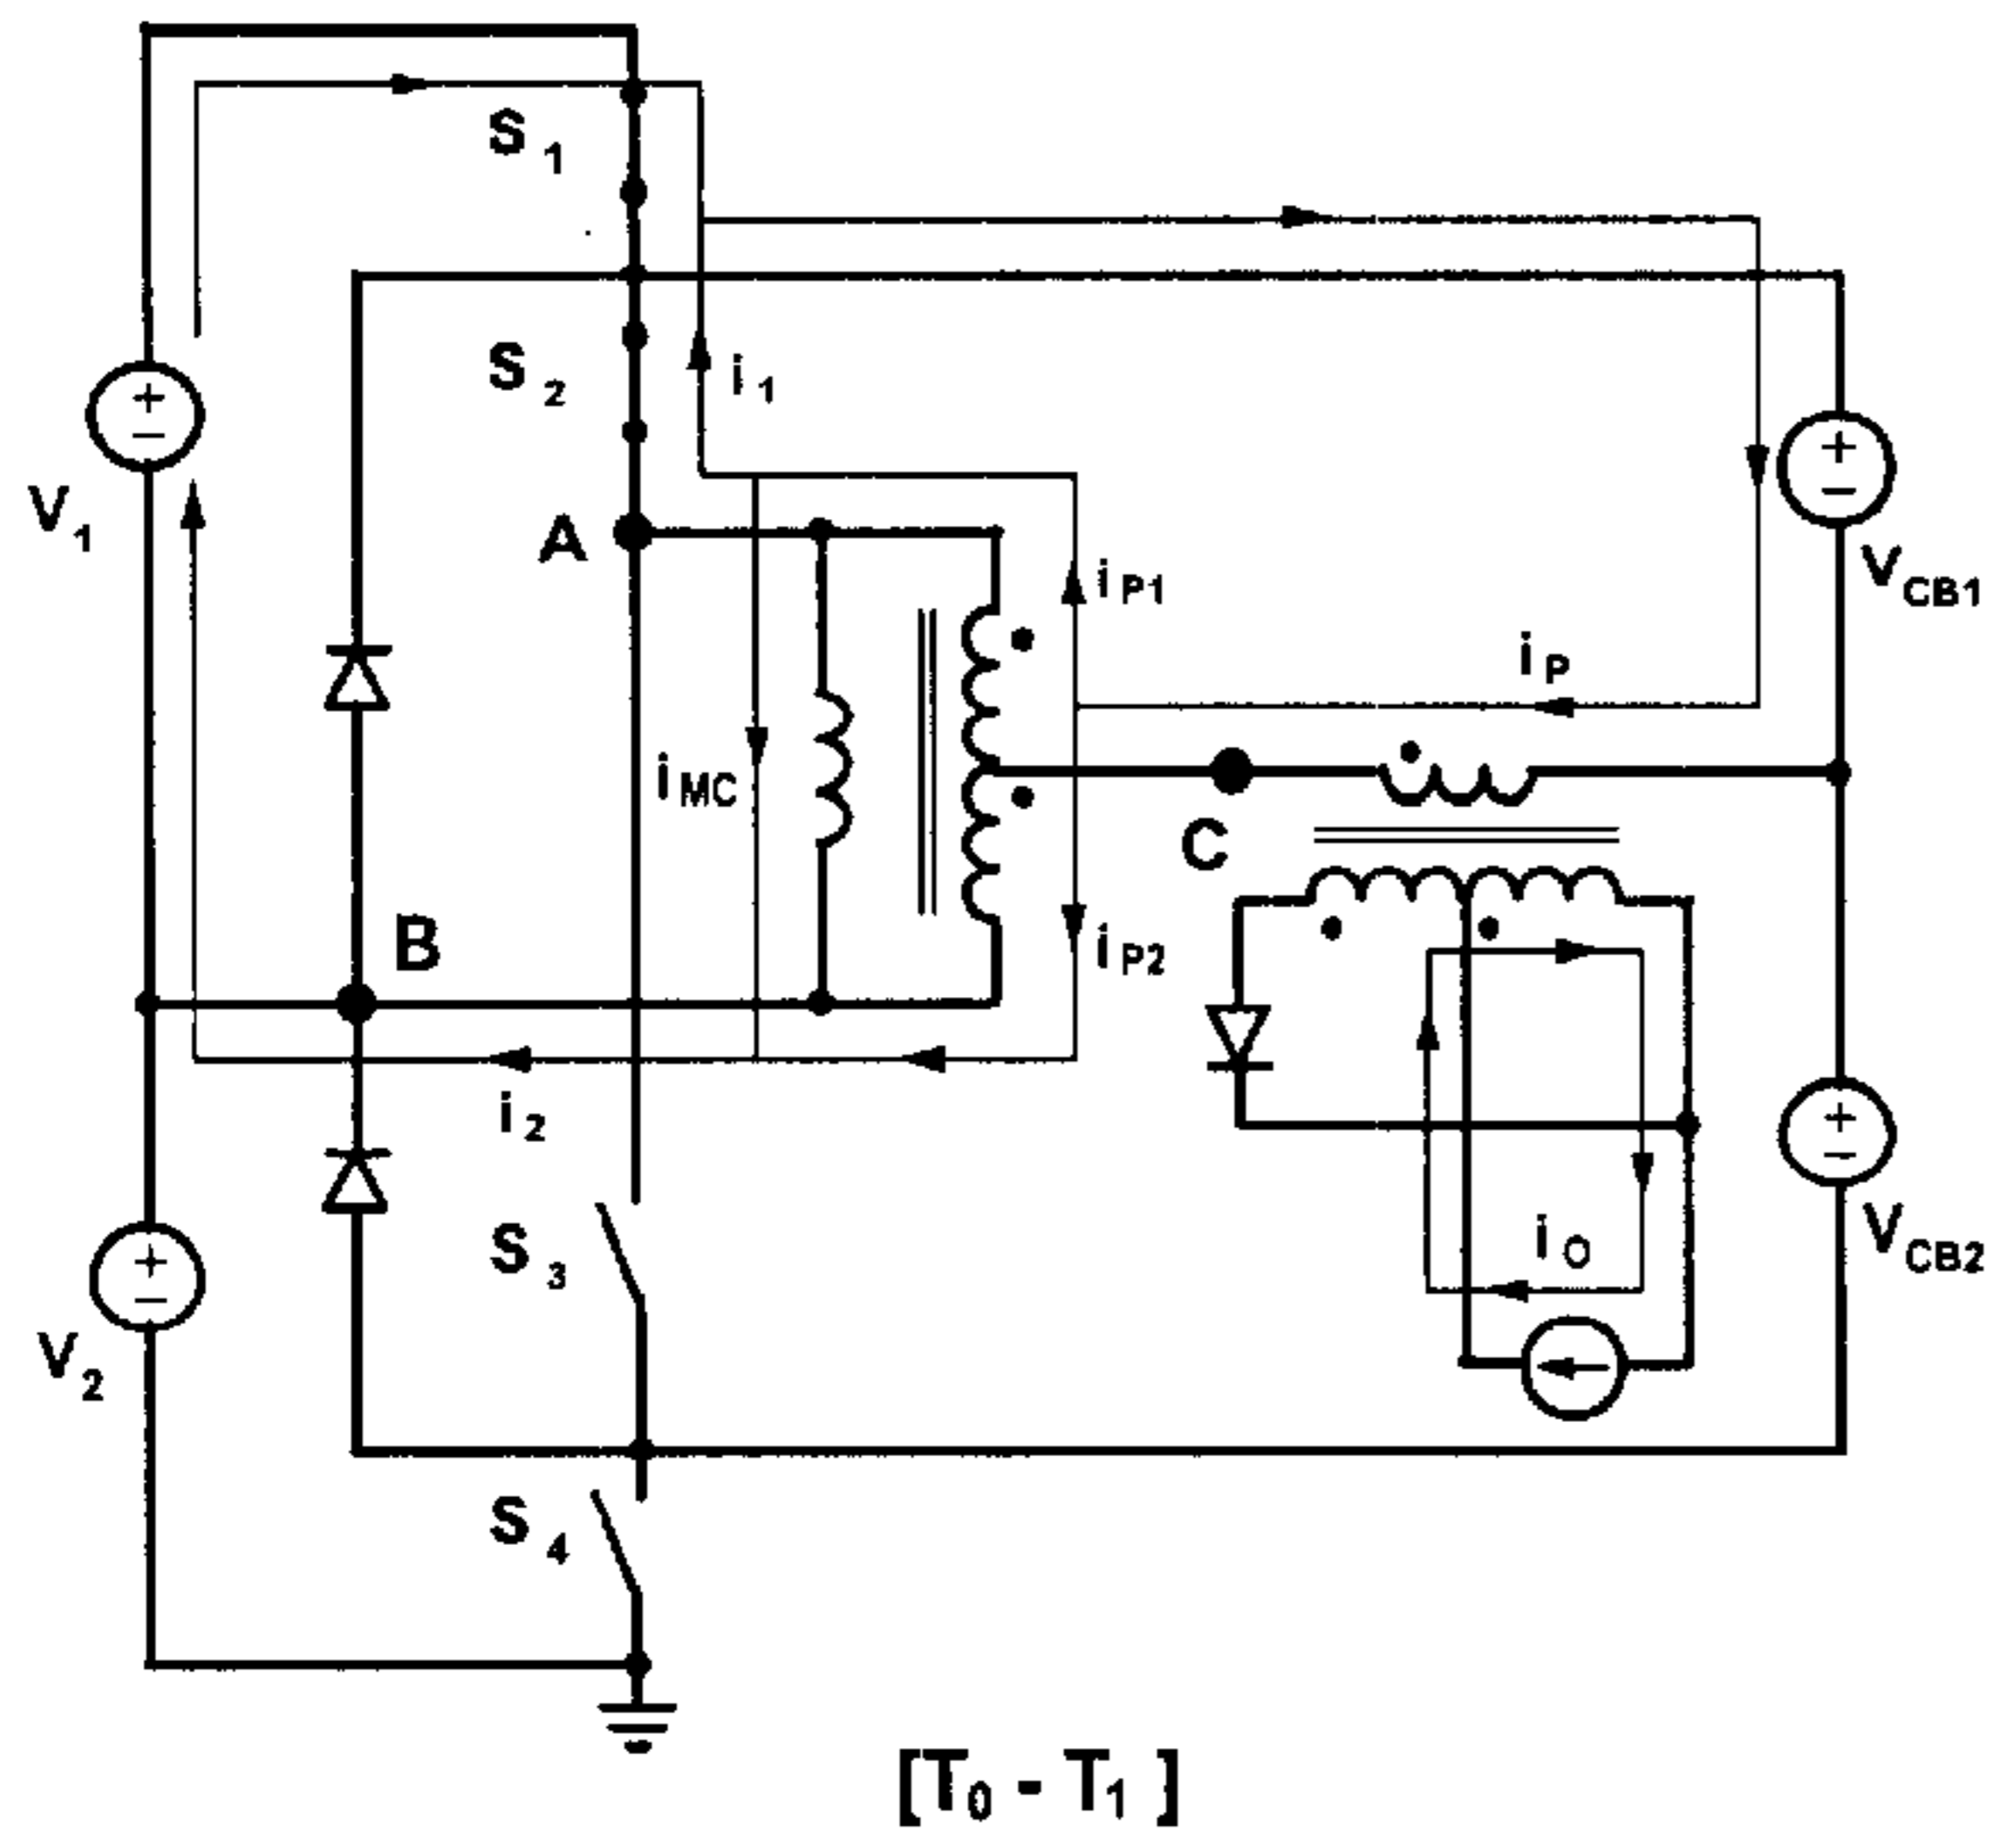 S1
S2
i1
V1
A
iP1
VCB1
iP
iMC
C
B
iP2
i2
S3
iO
VCB2
V2
S4
[T0 - T1 ]